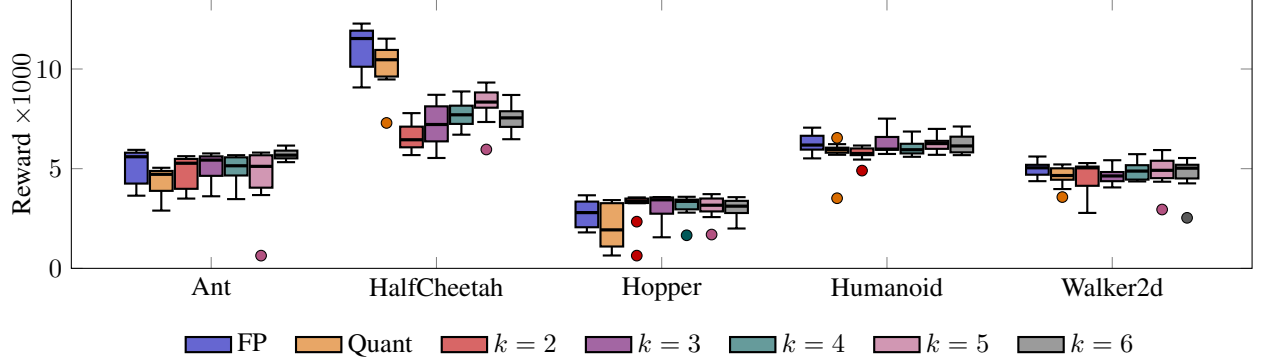 Reward ×1000
10
5
0
Ant HalfCheetah Hopper Humanoid Walker2d
FP Quant k = 2 k = 3 k = 4 k = 5 k = 6